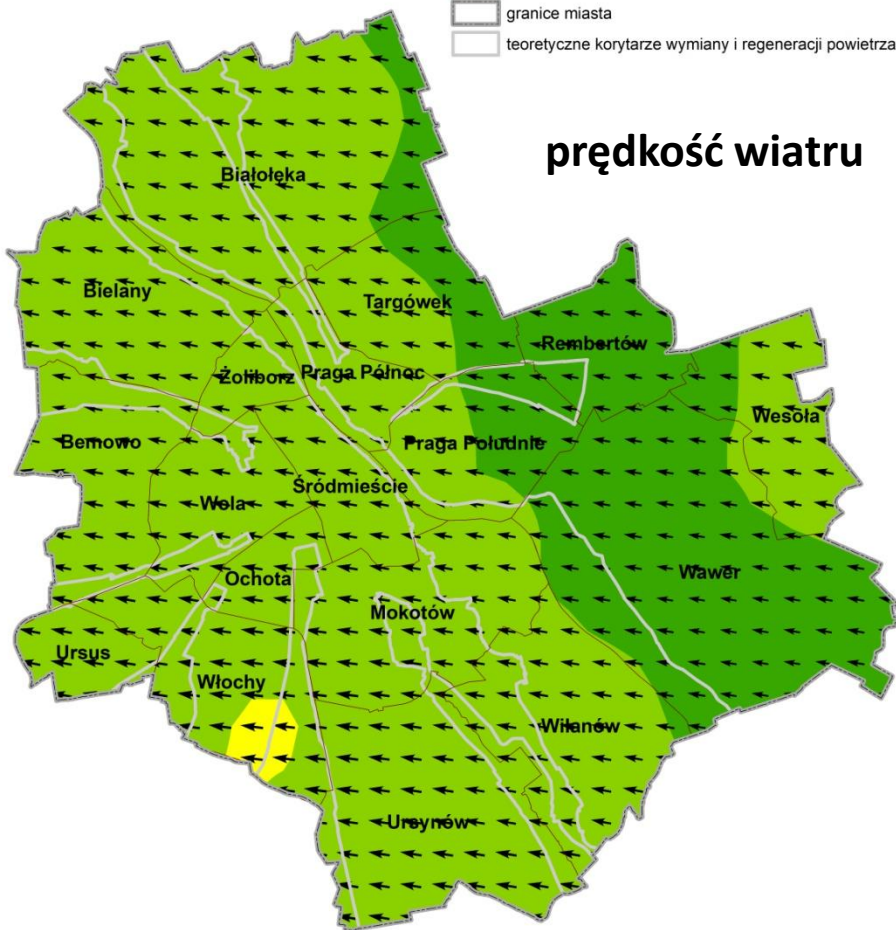 granice miasta
teoretyczne korytarze wymiany i regeneracji powietrza
prędkość wiatru
Białołęka
Bielany
Targówek
Rembertów
Żoliborz
Praga Północ
Wesoła
Bemowo
Praga Południe
Śródmieście
Wola
Ochota
Wawer
Mokotów
Ursus
Włochy
Wilanów
Ursynów